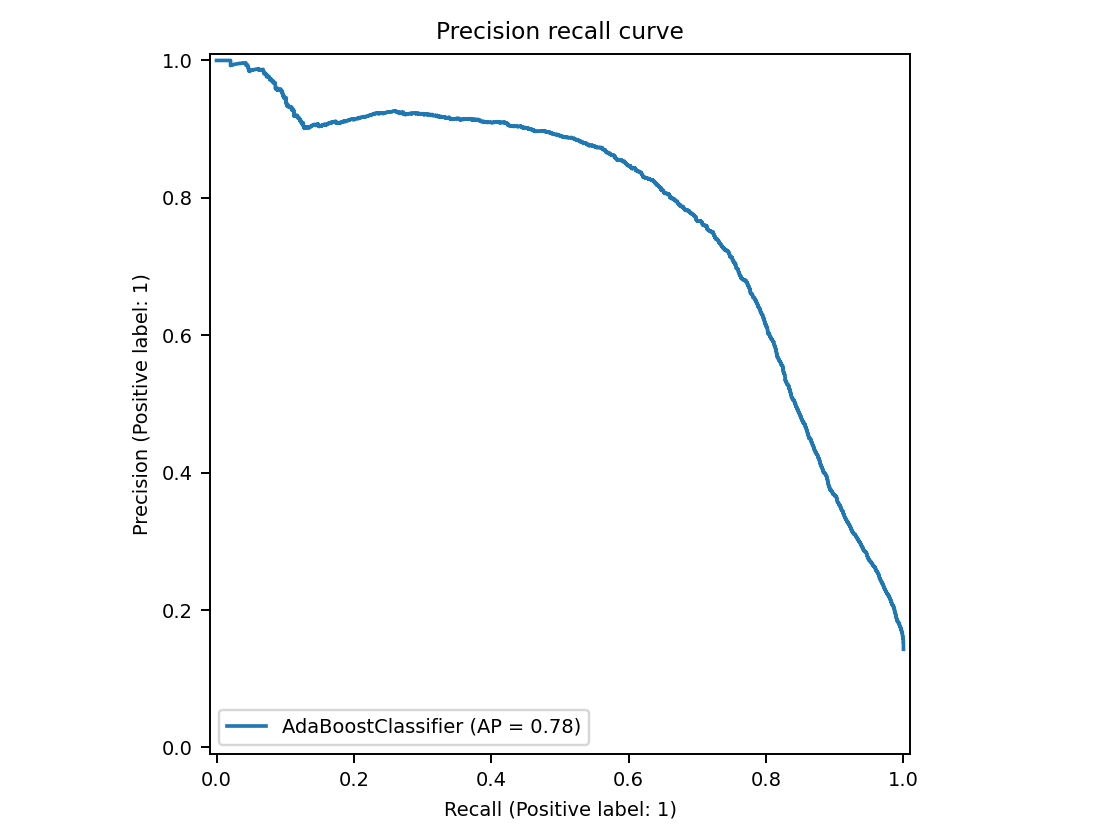 Precision recall curve
1.0
0.8
0.6
0.4
0.2
0.0
Precision (Positive label: 1)
AdaBoostClassifier (AP = 0.78)
0.0 0.2 0.4 0.6 0.8 1.0
Recall (Positive label: 1)